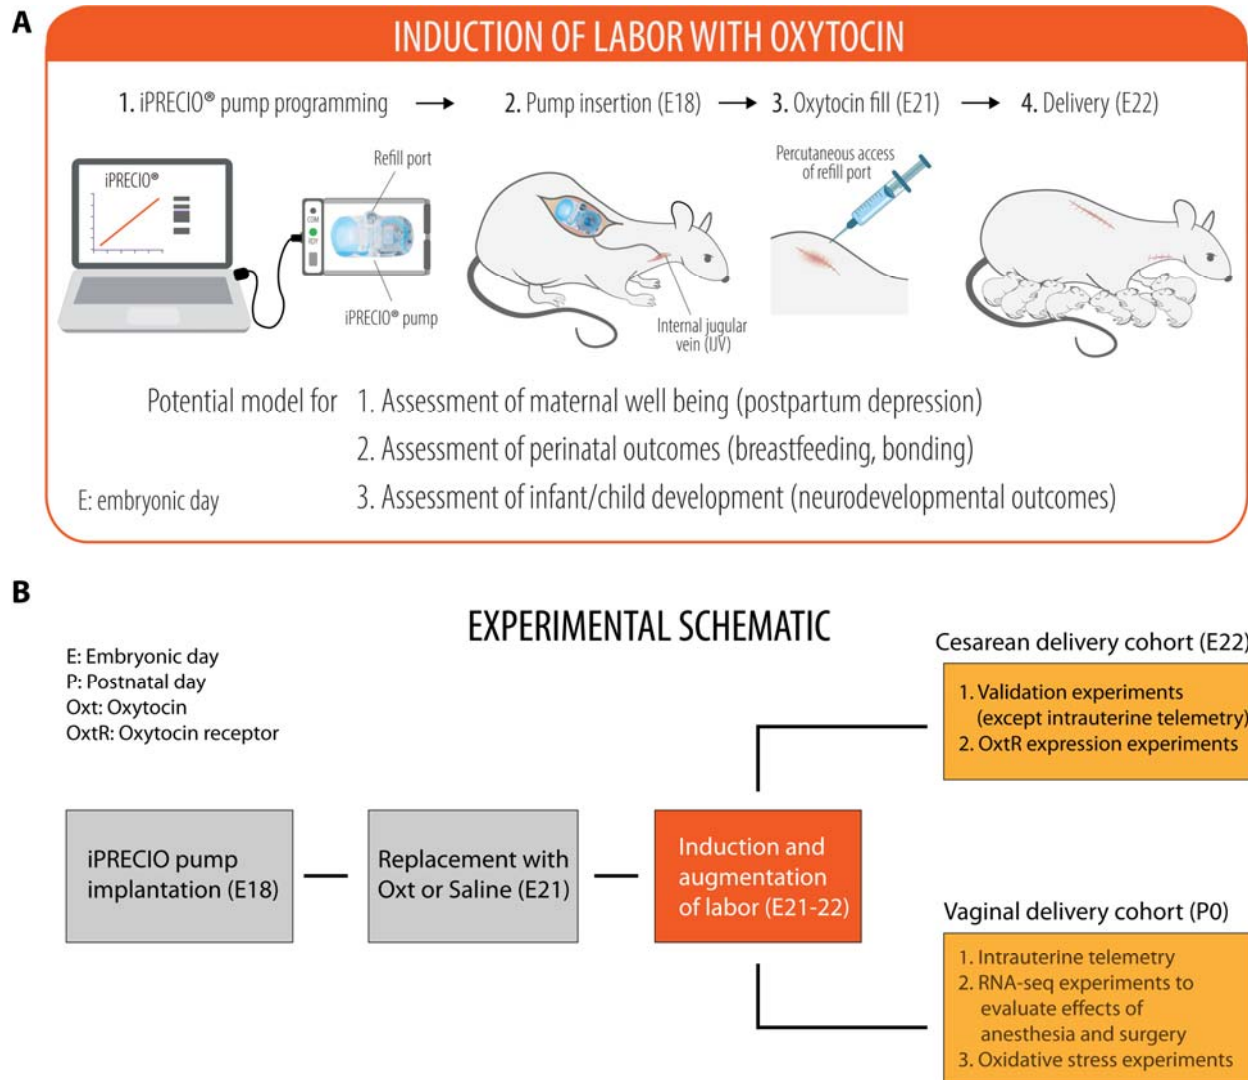 A
INDUCTION OF LABOR WITH OXYTOCIN
1. iPRECIO® pump programming
2. Pump insertion (E18)
3. Oxytocin fill (E21)
4. Delivery (E22)
iPRECIO®
Refill port
COM
RDY
iPRECIO® pump
Internal jugular
vein (IJV)
Percutaneous access
of refill port
Potential model for
1. Assessment of maternal well being (postpartum depression)
2. Assessment of perinatal outcomes (breastfeeding, bonding)
3. Assessment of infant/child development (neurodevelopmental outcomes)
E: embryonic day
B
EXPERIMENTAL SCHEMATIC
E: Embryonic day
P: Postnatal day
Oxt: Oxytocin
OxtR: Oxytocin receptor
iPRECIO pump
implantation (E18)
Replacement with
Oxt or Saline (E21)
Induction and
augmentation
of labor (E21-22)
Cesarean delivery cohort (E22)
1. Validation experiments
(except intrauterine telemetry)
2. OxtR expression experiments
Vaginal delivery cohort (P0)
1. Intrauterine telemetry
2. RNA-seq experiments to
evaluate effects of
anesthesia and surgery
3. Oxidative stress experiments